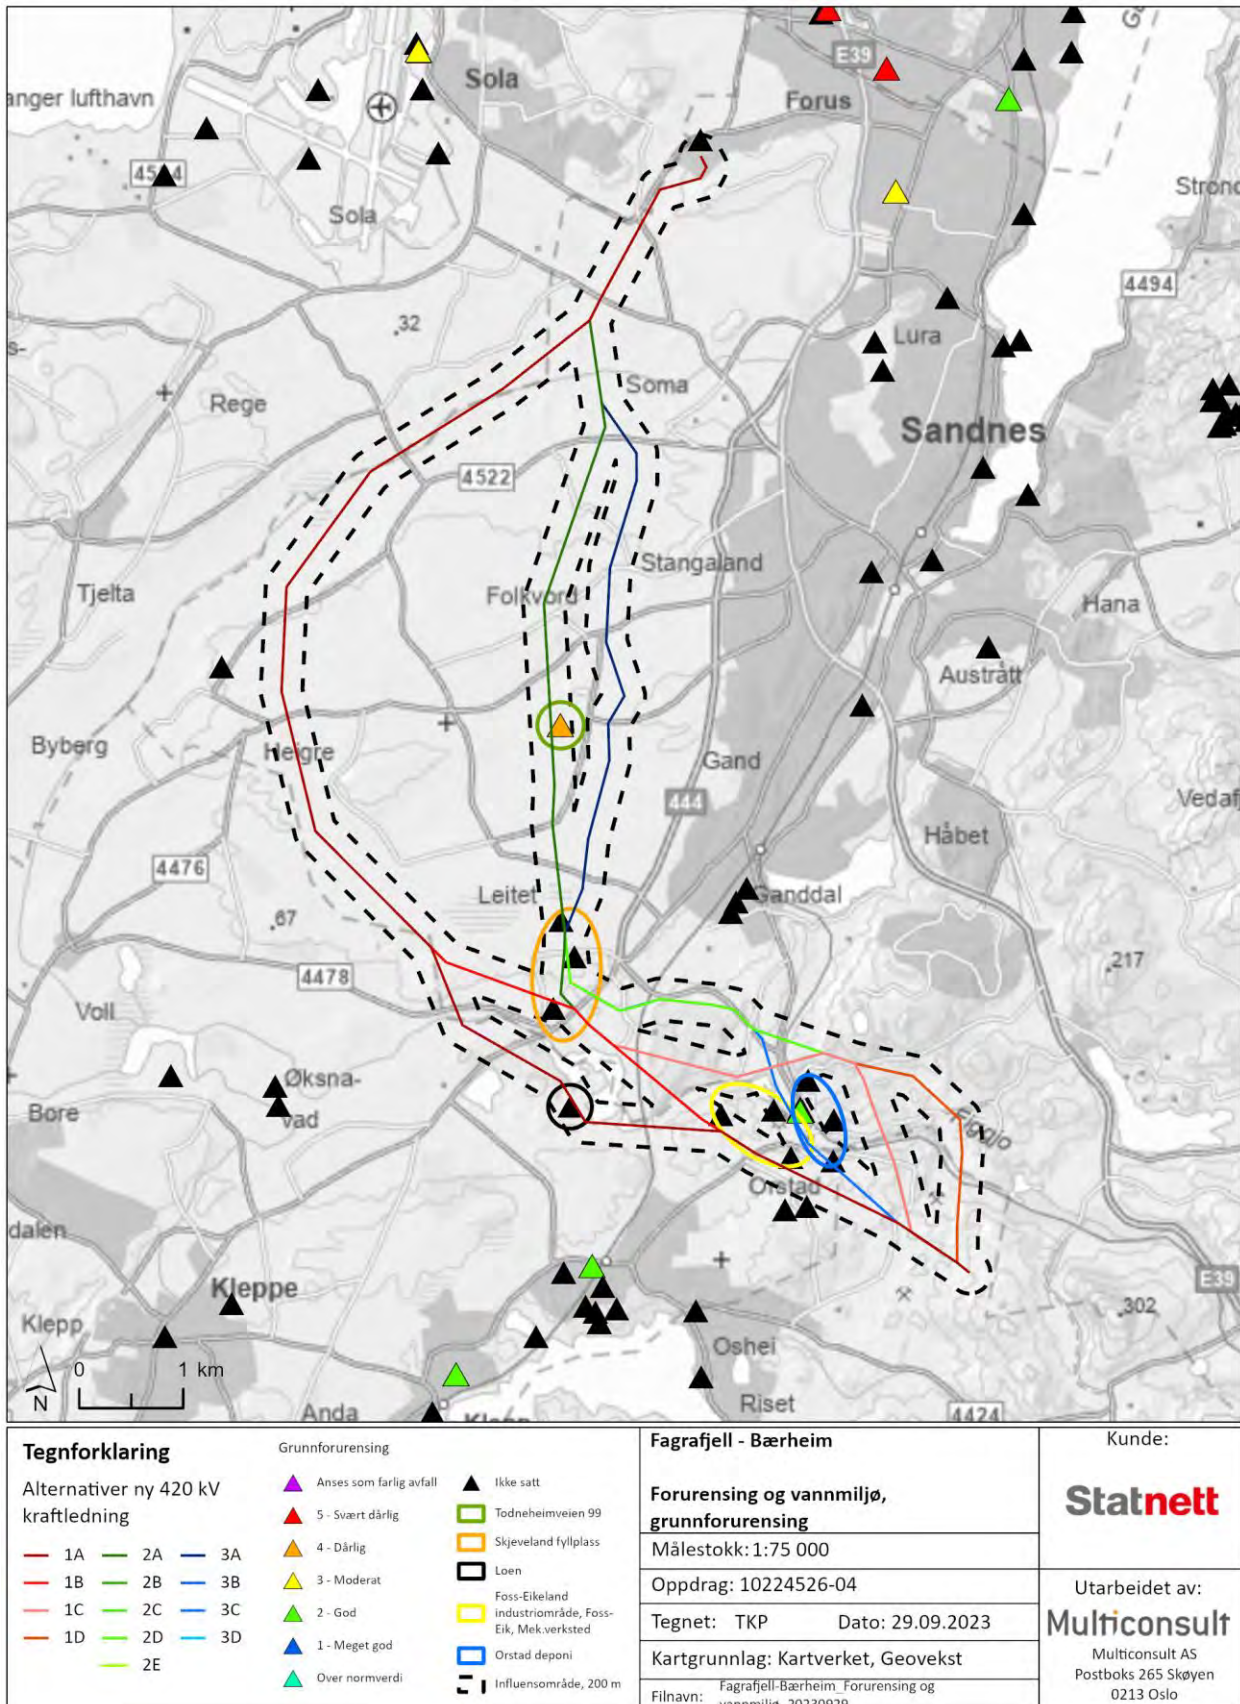 Sola
E39
Forus
anger lufthavn
Sola
Strond
4494
32
Lura
Rege
Soma
Sandnes
4522
Stangaland
Tjelta
Folkvord
Hana
Austrått
Byberg
Heigre
Gand
444
Vedafj
Håbet
4476
Leitet
Ganddal
67
217
4478
Voll
Øksna-
vad
Bore
Figgjo
Orstad
dalen
Kleppe
E39
302
Klepp
0 1 km
Oshei
N
Anda
Riset
4424
Tegnforklaring
Alternativer ny 420 kV
kraftledning
1A 2A 3A
1B 2B 3B
1C 2C 3C
1D 2D 3D
2E
Grunnforurensing
Anses som farlig avfall
5 - Svært dårlig
4 - Dårlig
3 - Moderat
2 - God
1 - Meget god
Over normverdi
Ikke satt
Todneheimveien 99
Skjeveland fyllplass
Loen
Foss-Eikeland
industriområde, Foss-
Eik, Mek.verksted
Orstad deponi
Influensområde, 200 m
Fagrafjell - Bærheim
Forurensing og vannmiljø,
grunnforurensing
Målestokk: 1:75 000
Oppdrag: 10224526-04
Tegnet: TKP Dato: 29.09.2023
Kartgrunnlag: Kartverket, Geovekst
Filnavn: Fagrafjell-Bærheim_Forurensing og
vannmiljø_20230929
Kunde:
Statnett
Utarbeidet av:
Multiconsult
Multiconsult AS
Postboks 265 Skøyen
0213 Oslo